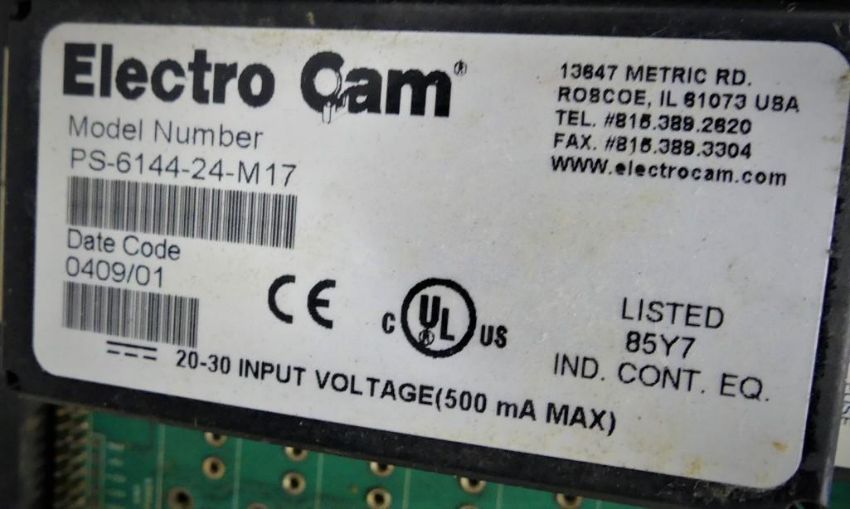 Electro Cam®
Model Number
PS-6144-24-M17
Date Code
0409/01
13647 METRIC RD.
ROSCOE, IL 61073 USA
TEL. #815.389.2620
FAX. #815.389.3304
www.electrocam.com
CE
C UL® US
LISTED
85Y7
IND. CONT. EQ.
20-30 INPUT VOLTAGE(500 mA MAX)